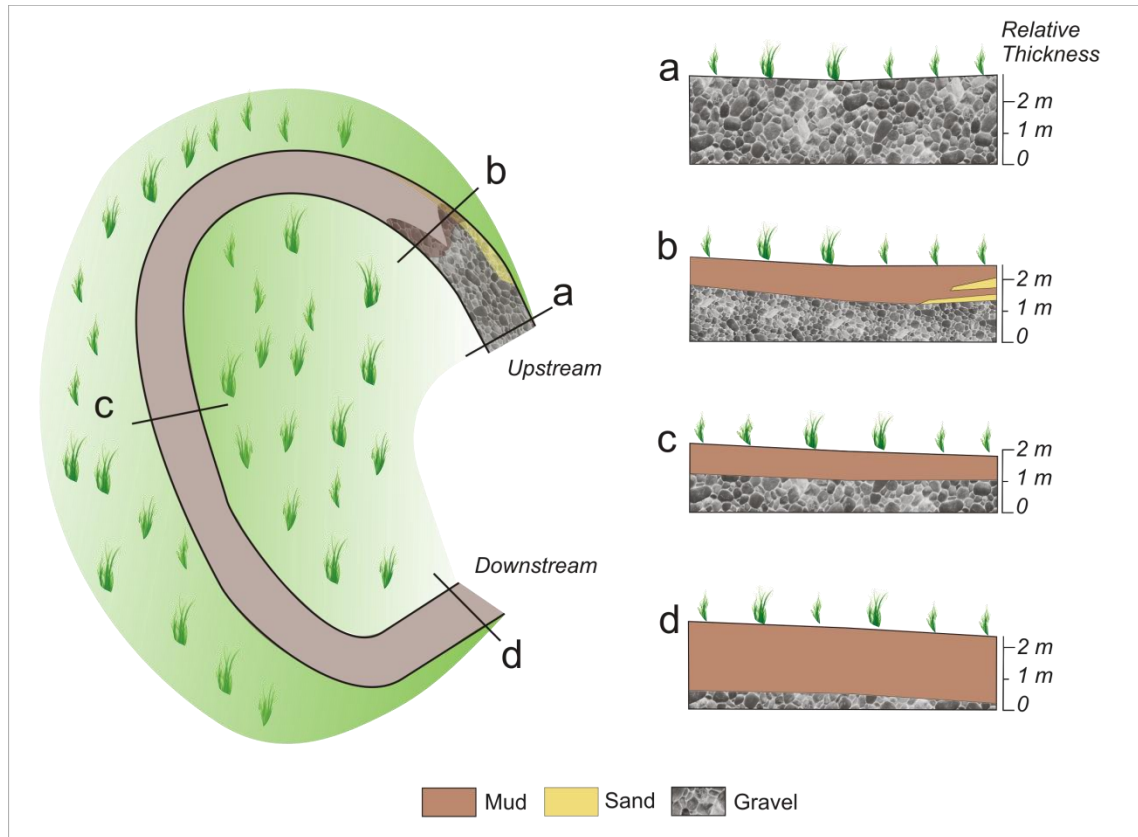 Relative
Thickness
a
2 m
1 m
0
b
a
Upstream
b
2 m
1 m
0
c
c
2 m
1 m
0
Downstream
d
d
2 m
1 m
0
Mud Sand Gravel